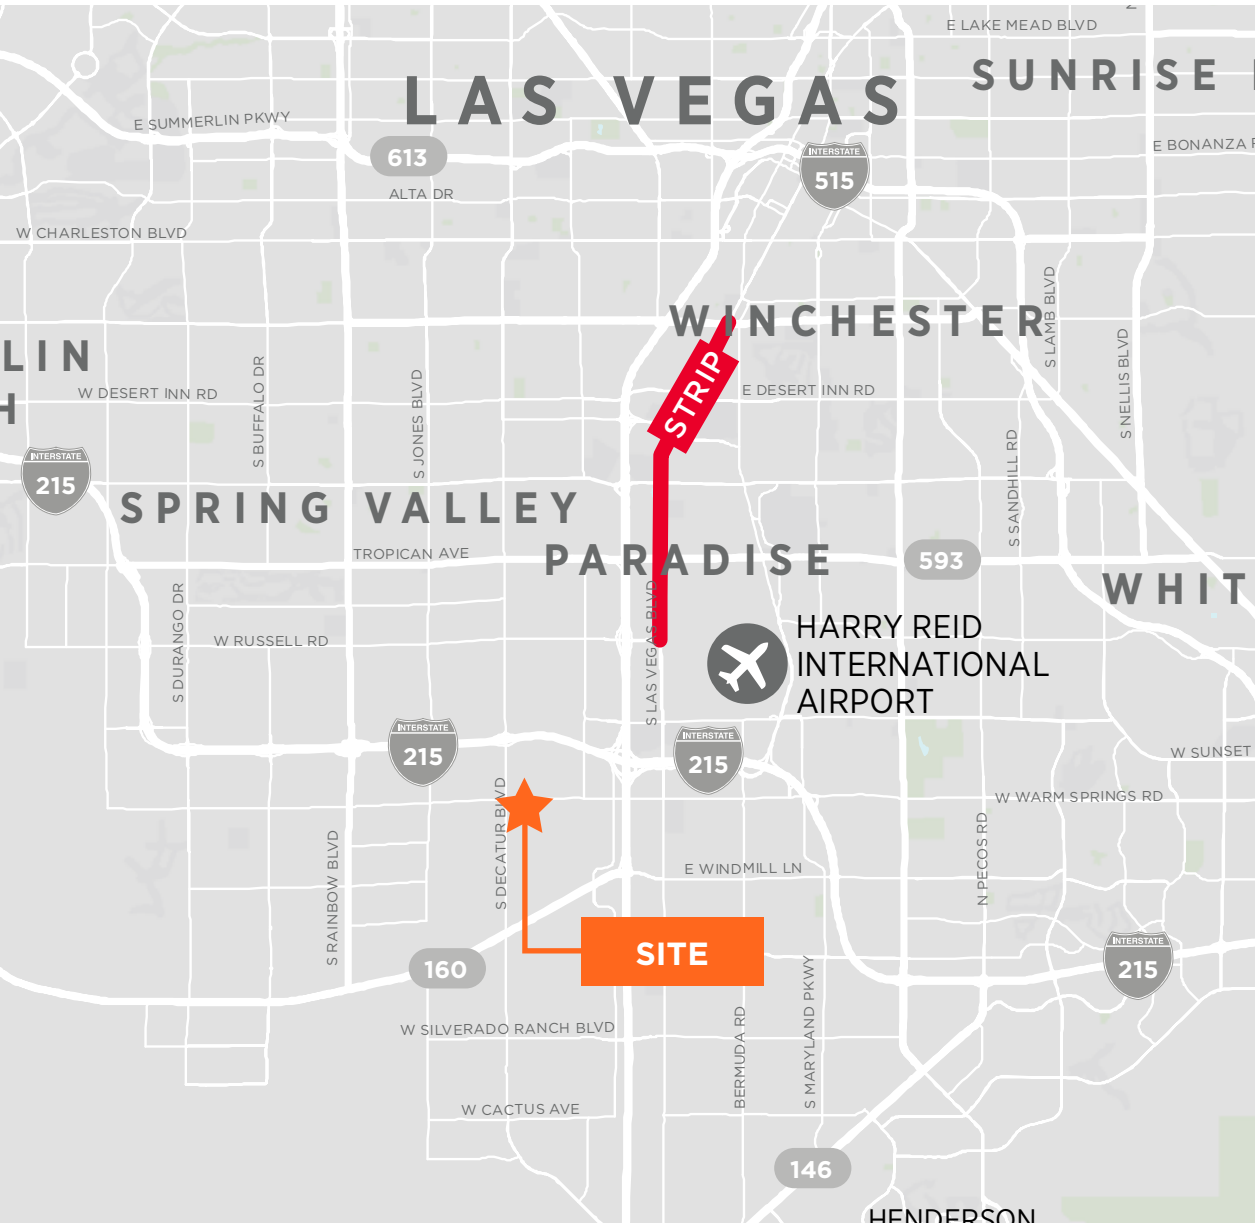 E LAKE MEAD BLVD
SUNRISE
LAS VEGAS
E SUMMERLIN PKWY
613
INTERSTATE
515
E BONANZA
ALTA DR
W CHARLESTON BLVD
WINCHESTER
S LAMB BLVD
LIN
H
STRIP
S NELLIS BLVD
S BUFFALO DR
W DESERT INN RD
S JONES BLVD
E DESERT INN RD
INTERSTATE
215
S SANDHILL RD
SPRING VALLEY
TROPICAN AVE
PARADISE
593
WHIT
S DURANGO DR
W RUSSELL RD
S LAS VEGAS BLVD
HARRY REID
INTERNATIONAL
AIRPORT
INTERSTATE
215
INTERSTATE
215
W SUNSET
S DECATUR BLVD
W WARM SPRINGS RD
S RAINBOW BLVD
E WINDMILL LN
N PECOS RD
160
SITE
S MARYLAND PKWY
INTERSTATE
215
W SILVERADO RANCH BLVD
BERMUDA RD
W CACTUS AVE
146
HENDERSON